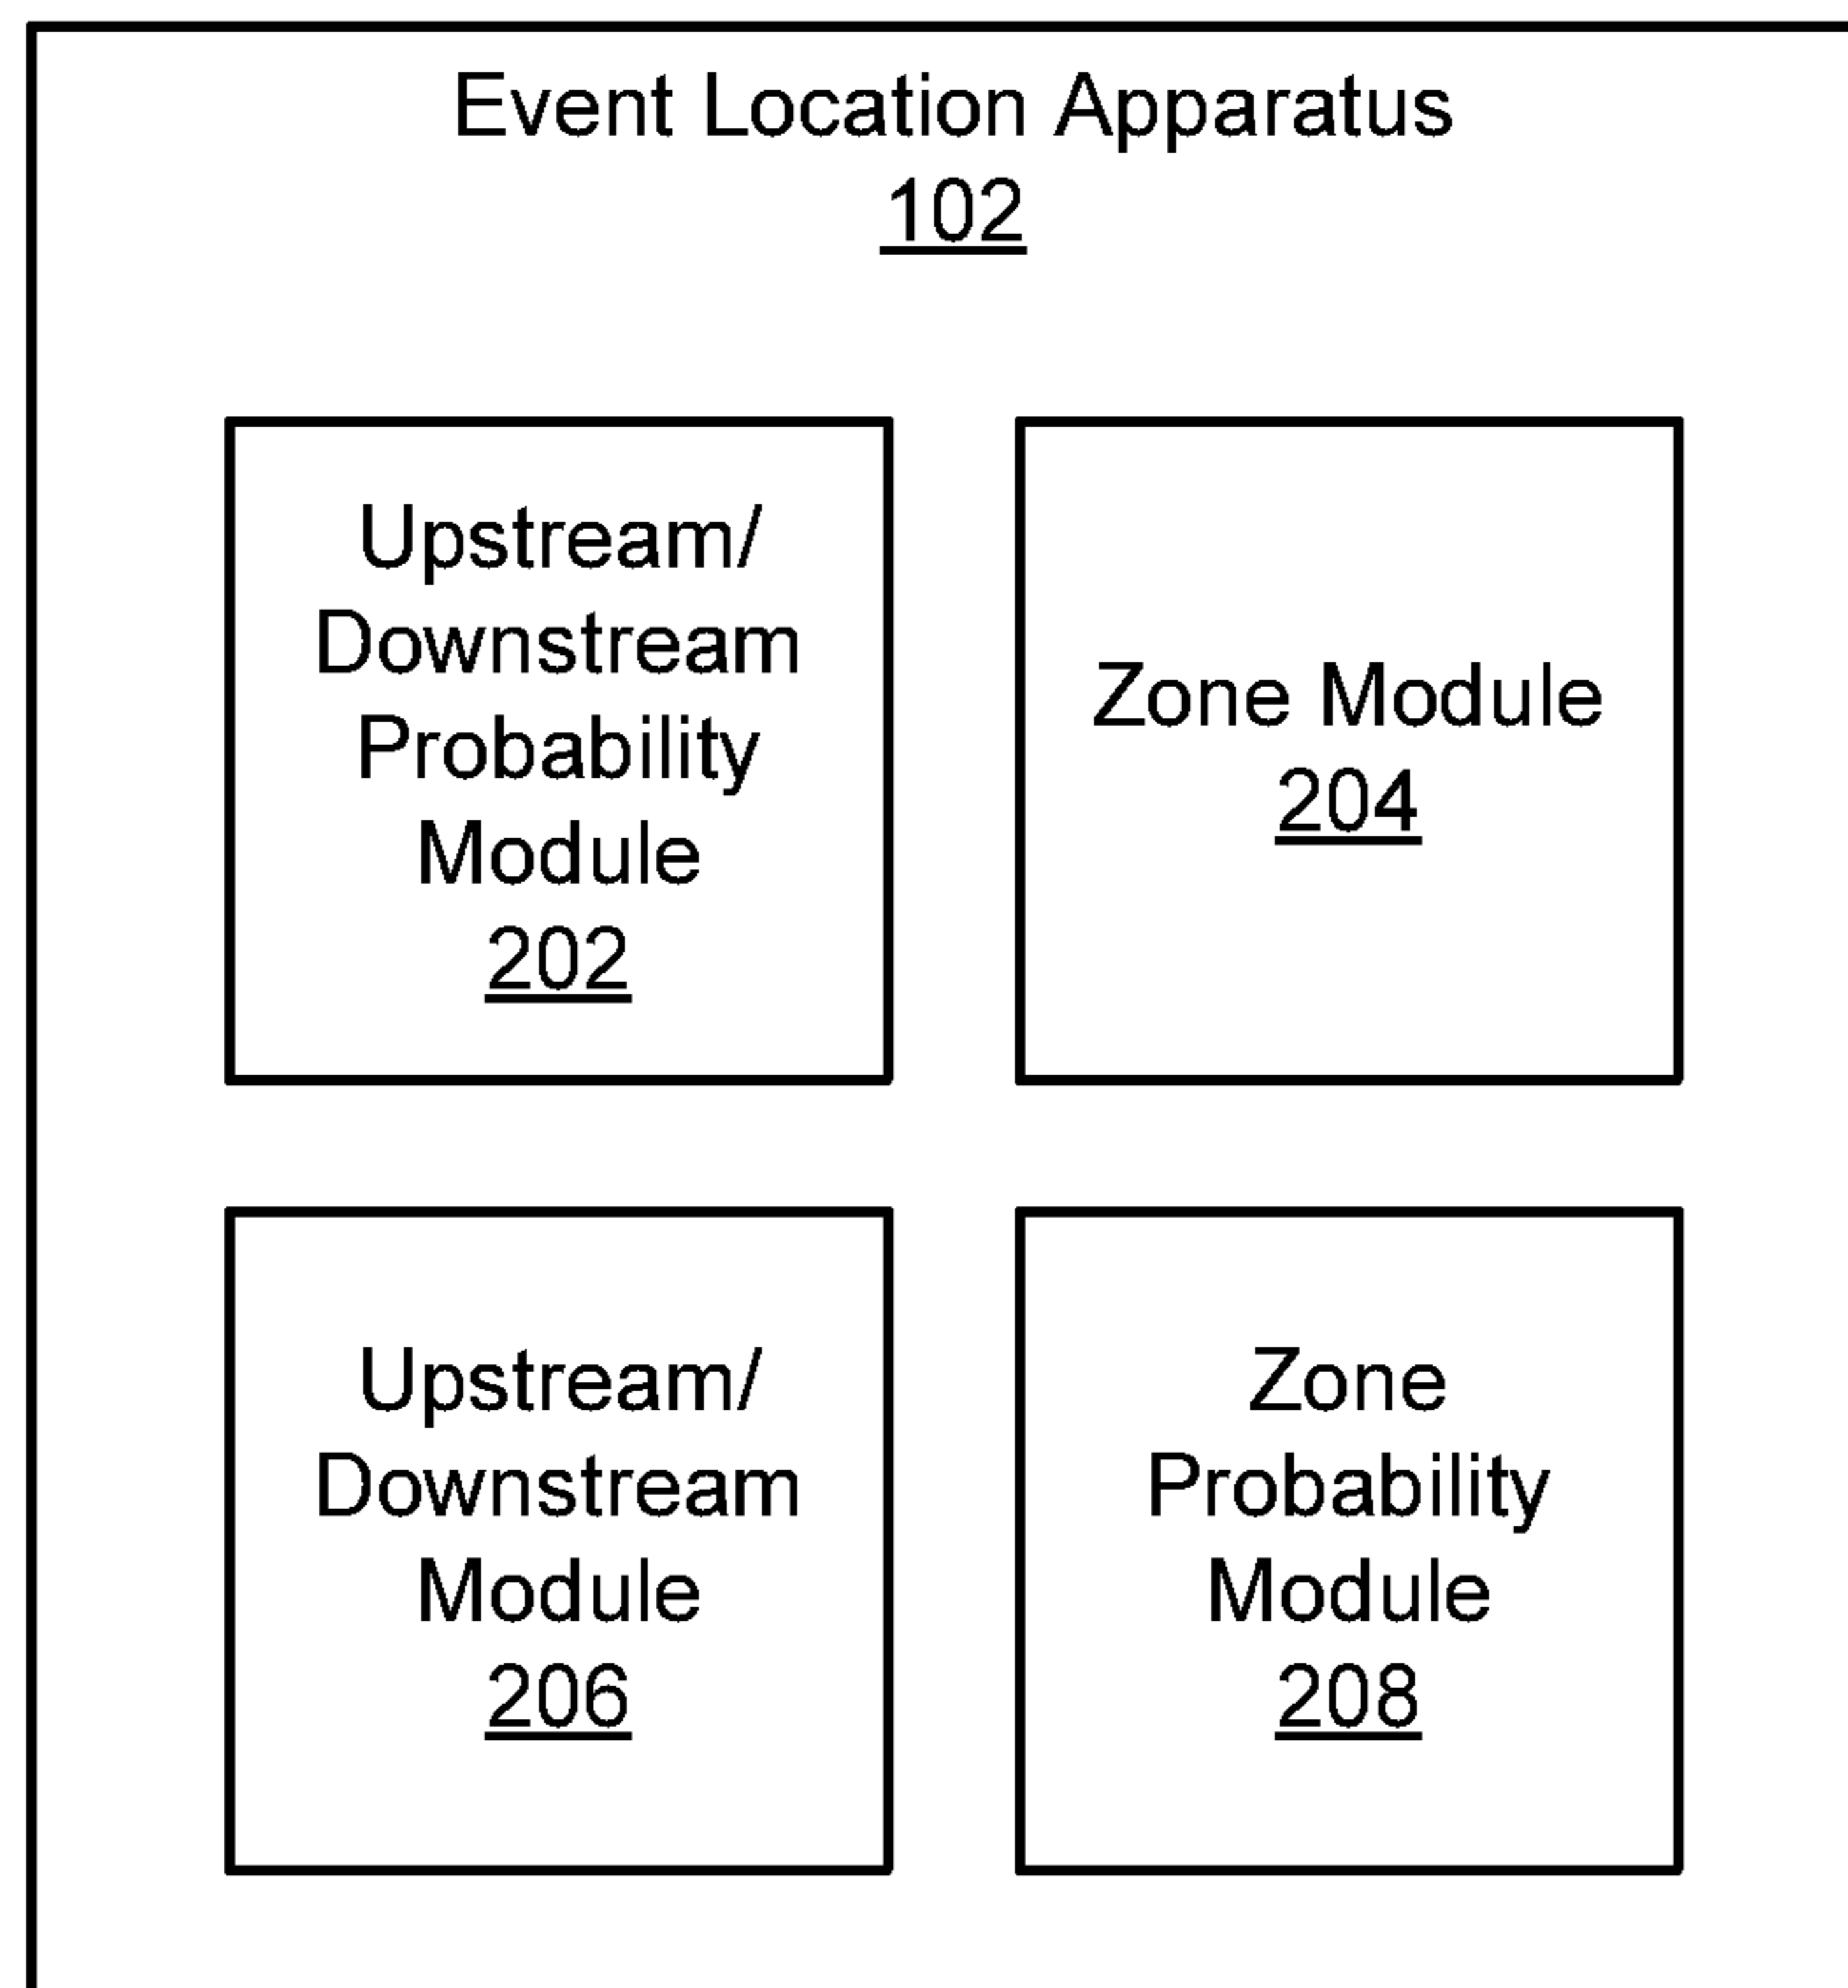 Event Location Apparatus
102
Upstream/
Downstream
Probability
Module
202
Zone Module
204
Upstream/
Downstream
Module
206
Zone
Probability
Module
208